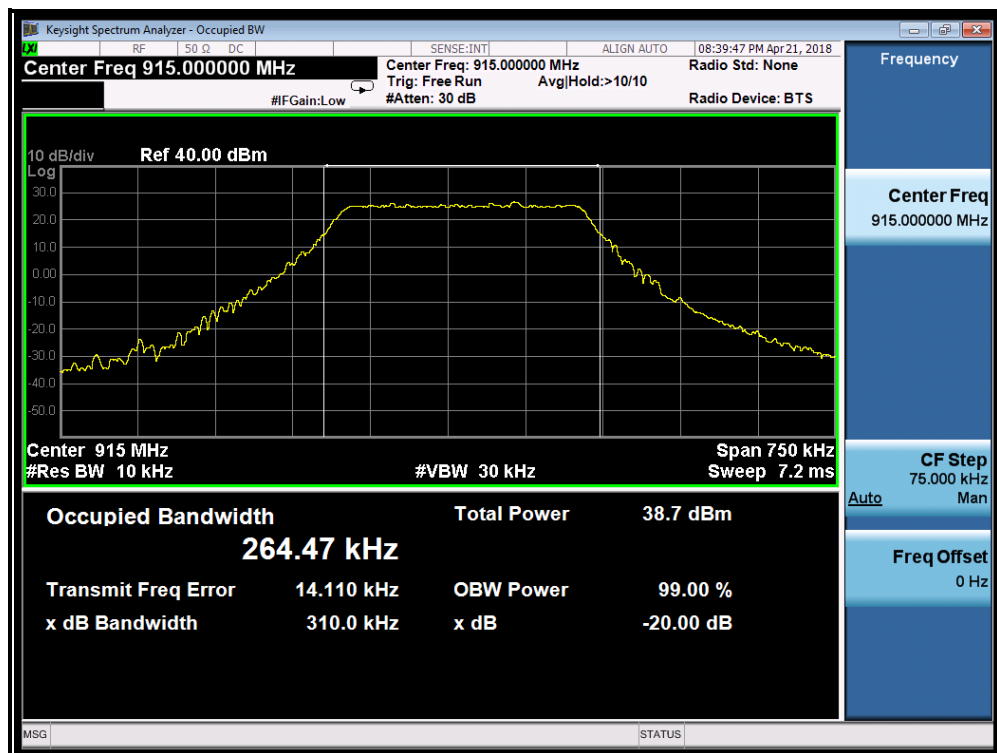 Keysight Spectrum Analyzer - Occupied BW
LXI RF 50 Ω DC SENSE:INT ALIGN AUTO 08:39:47 PM Apr 21, 2018
Center Freq 915.000000 MHz
#IFGain:Low
Center Freq: 915.000000 MHz
Trig: Free Run Avg|Hold:>10/10
#Atten: 30 dB
Radio Std: None
Radio Device: BTS
10 dB/div Ref 40.00 dBm
Log
30.0
20.0
10.0
0.00
-10.0
-20.0
-30.0
-40.0
-50.0
Center 915 MHz Span 750 kHz
#Res BW 10 kHz #VBW 30 kHz Sweep 7.2 ms
Occupied Bandwidth Total Power 38.7 dBm
264.47 kHz
Transmit Freq Error 14.110 kHz OBW Power 99.00 %
x dB Bandwidth 310.0 kHz x dB -20.00 dB
Frequency
Center Freq
915.000000 MHz
CF Step
75.000 kHz
Auto Man
Freq Offset
0 Hz
MSG STATUS